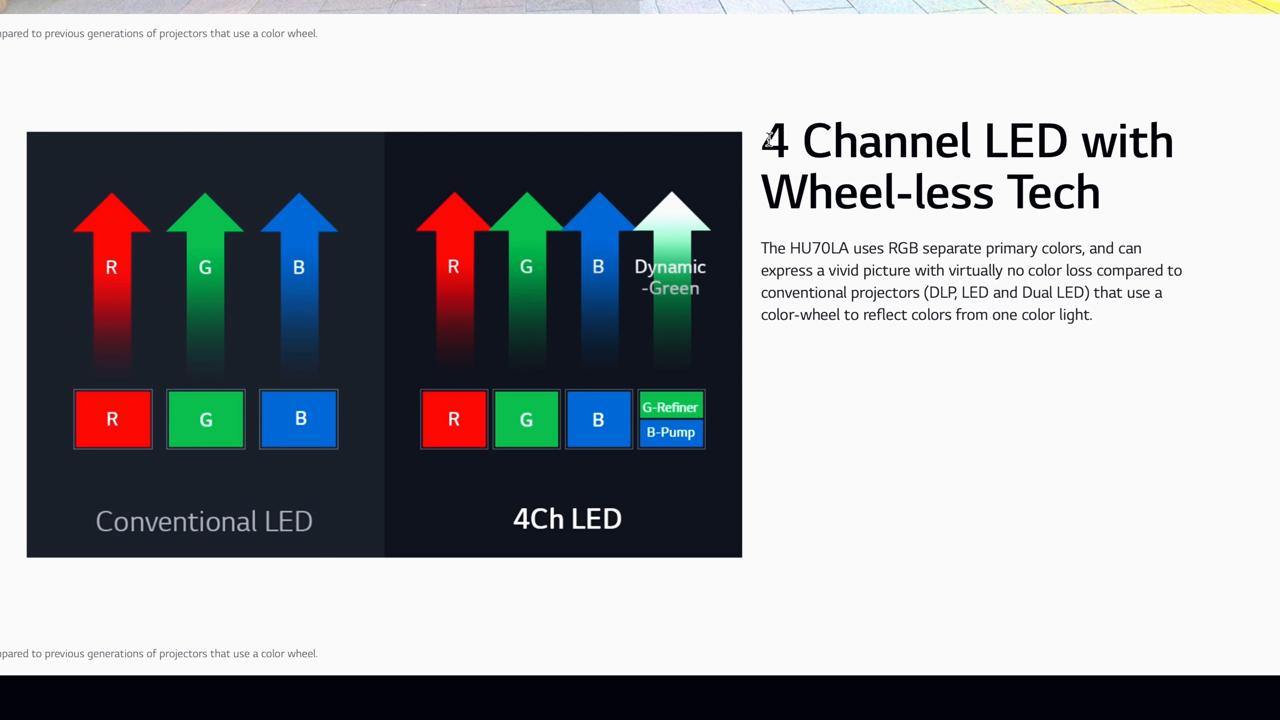 pared to previous generations of projectors that use a color wheel.
4 Channel LED with
Wheel-less Tech
The HU70LA uses RGB separate primary colors, and can
express a vivid picture with virtually no color loss compared to
conventional projectors (DLP, LED and Dual LED) that use a
color-wheel to reflect colors from one color light.
R G B
R G B Dynamic
-Green
R G B
R G B G-Refiner
B-Pump
Conventional LED
4Ch LED
pared to previous generations of projectors that use a color wheel.